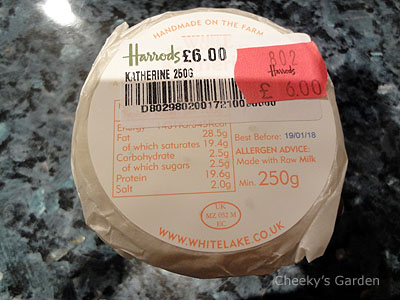 HANDMADE ON THE FARM
Harrods £6.00
KATHERINE 250G
802
Harrods
£ 6.00
Fat 28.5g
of which saturates 19.4g
Carbohydrate 2.5g
of which sugars 2.5g
Protein 19.6g
Salt 2.0g
Best Before: 19/01/18
ALLERGEN ADVICE:
Made with Raw Milk
Min. 250g
UK
MZ 052 M
EC
WWW.WHITELAKE.CO.UK
Cheeky's Garden